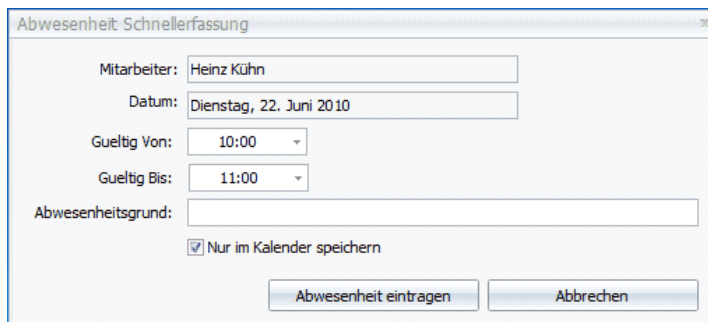 Abwesenheit Schnellerfassung
Mitarbeiter: Heinz Kühn
Datum: Dienstag, 22. Juni 2010
Gueltig Von: 10:00
Gueltig Bis: 11:00
Abwesenheitsgrund:
Nur im Kalender speichern
Abwesenheit eintragen Abbrechen